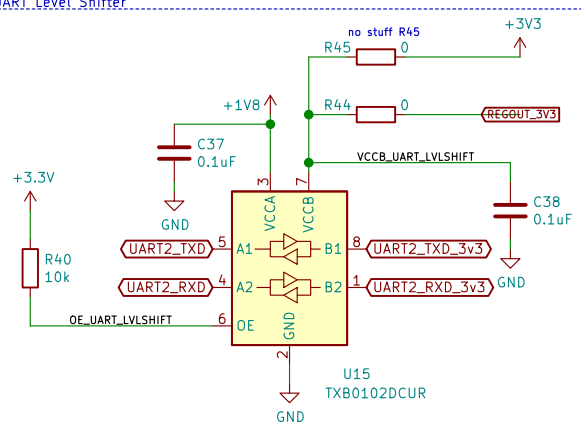 UART Level Shifter
no stuff R45
+3V3
R45 0
R44 0
REGOUT_3V3
+1V8
C37
0.1uF
GND
VCCB_UART_LVLSHIFT
+3.3V
3
7
VCCA
VCCB
C38
0.1uF
GND
UART2_TXD 5 A1 B1 8 UART2_TXD_3v3
R40
10k
UART2_RXD 4 A2 B2 1 UART2_RXD_3v3
OE_UART_LVLSHIFT 6 OE
GND
2
U15
TXB0102DCUR
GND